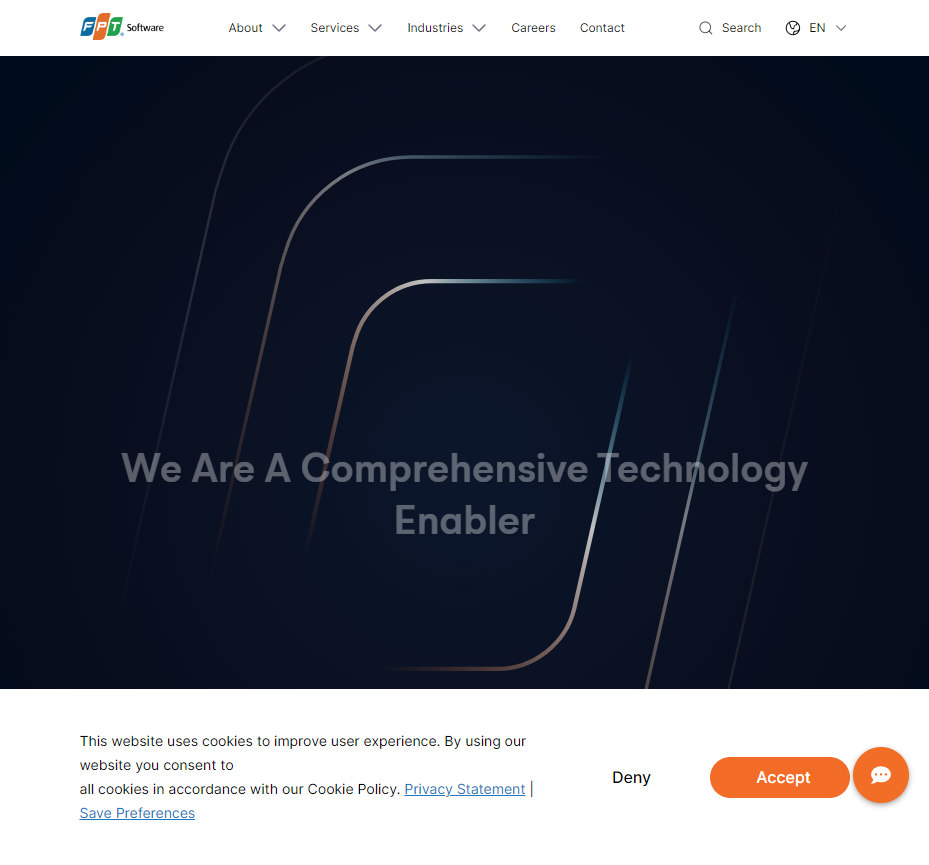 FPT Software
About
Services
Industries
Careers
Contact
Search
EN
We Are A Comprehensive Technology
Enabler
This website uses cookies to improve user experience. By using our
website you consent to
all cookies in accordance with our Cookie Policy. Privacy Statement |
Save Preferences
Deny
Accept